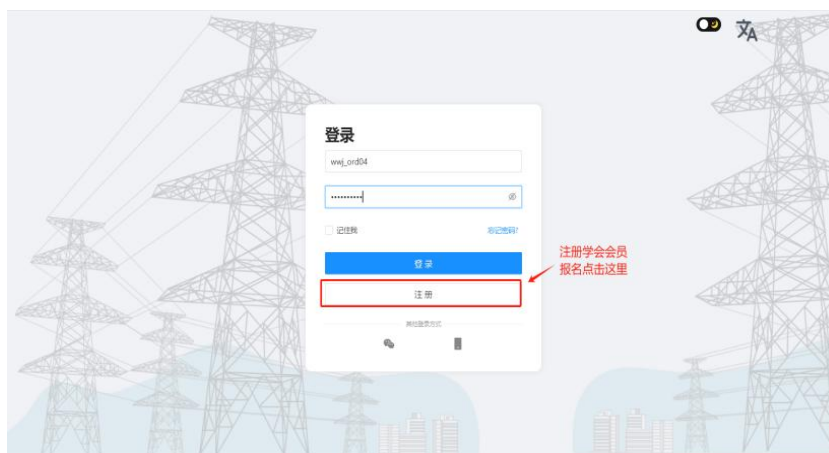 登录
wwj_ord04
记住我
忘记密码?
登 录
注 册
注册学会会员
报名点击这里
其他登录方式